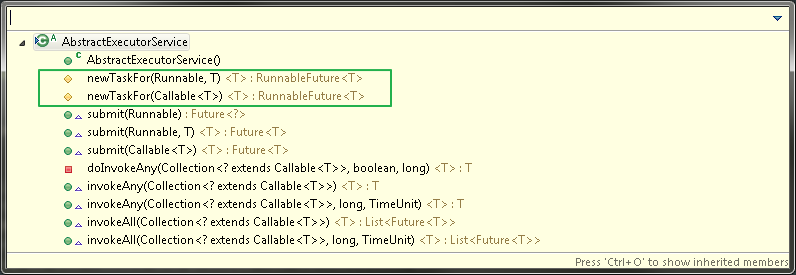 AbstractExecutorService
AbstractExecutorService()
newTaskFor(Runnable, T) <T> : RunnableFuture<T>
newTaskFor(Callable<T>) <T> : RunnableFuture<T>
submit(Runnable) : Future<?>
submit(Runnable, T) <T> : Future<T>
submit(Callable<T>) <T> : Future<T>
doInvokeAny(Collection<? extends Callable<T>>, boolean, long) <T> : T
invokeAny(Collection<? extends Callable<T>>) <T> : T
invokeAny(Collection<? extends Callable<T>>, long, TimeUnit) <T> : T
invokeAll(Collection<? extends Callable<T>>) <T> : List<Future<T>>
invokeAll(Collection<? extends Callable<T>>, long, TimeUnit) <T> : List<Future<T>>
Press 'Ctrl+O' to show inherited members